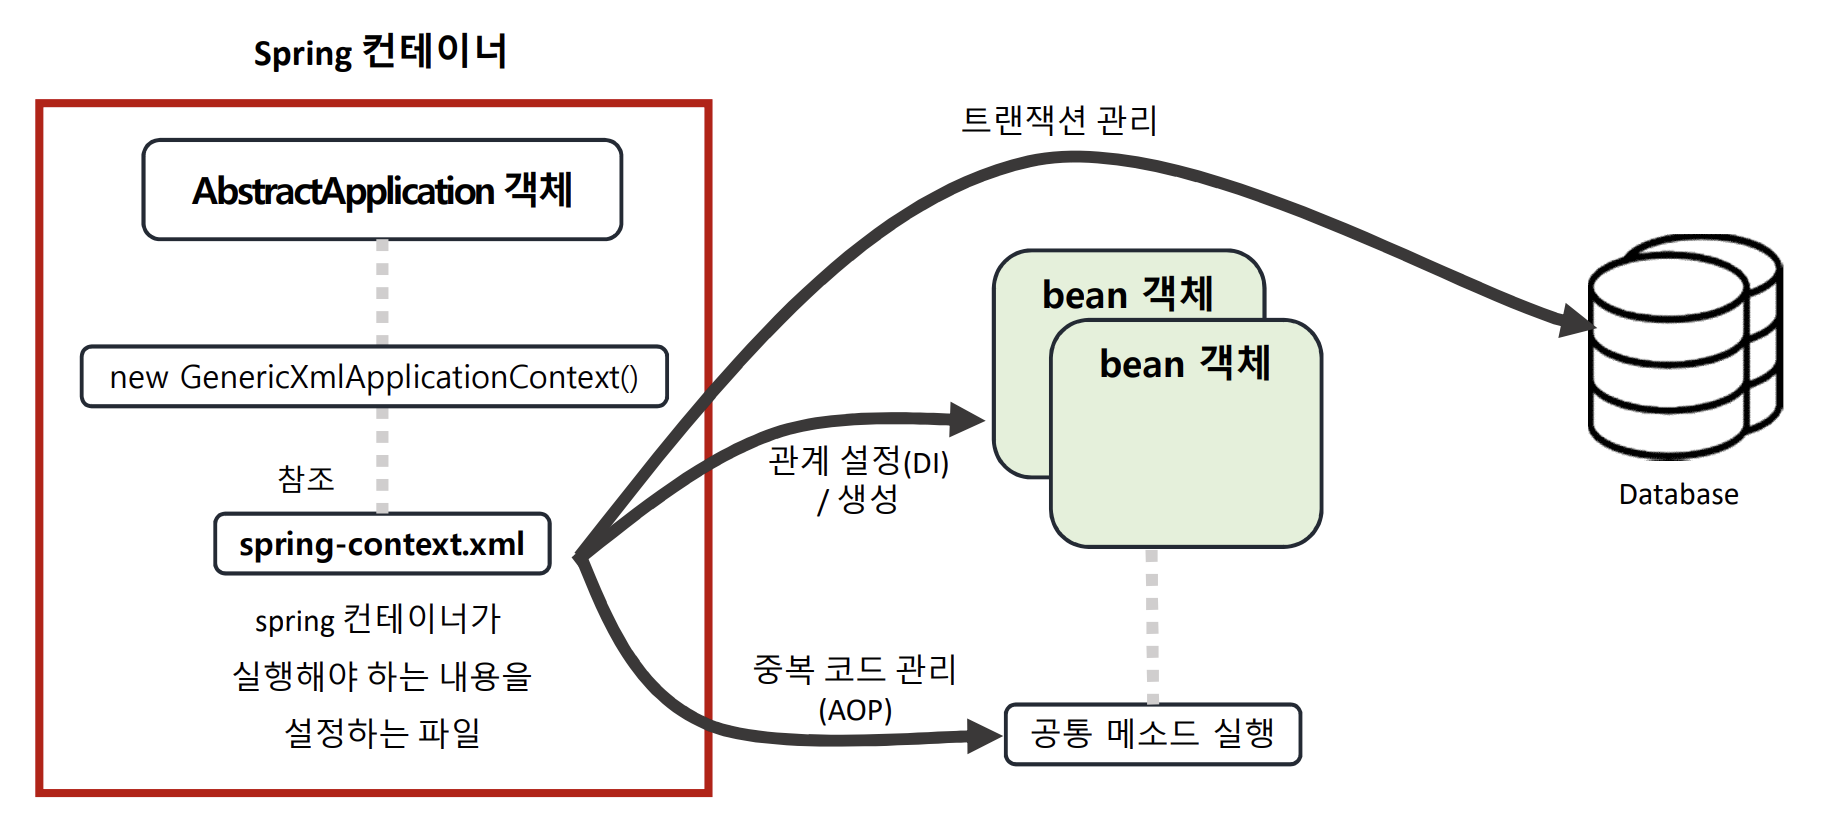 Spring 컨테이너
AbstractApplication 객체
new GenericXmlApplicationContext()
참조
spring-context.xml
spring 컨테이너가
실행해야 하는 내용을
설정하는 파일
트랜잭션 관리
bean 객체
bean 객체
관계 설정(DI)
/ 생성
중복 코드 관리
(AOP)
공통 메소드 실행
Database